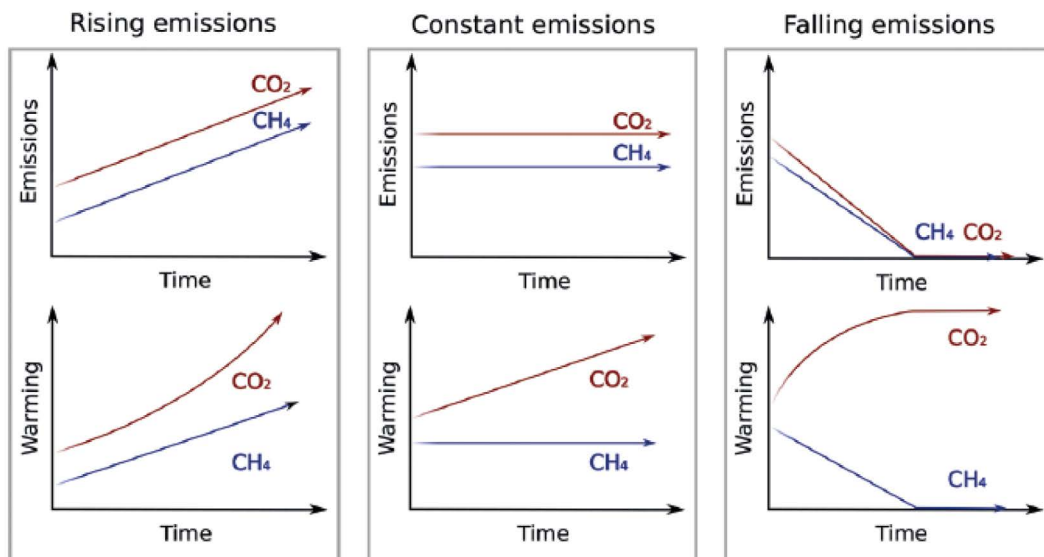 Rising emissions
Constant emissions
Falling emissions
Emissions
CO₂
CH₄
Time
Emissions
CO₂
CH₄
Time
Emissions
CH₄ CO₂
Time
Warming
CO₂
CH₄
Time
Warming
CO₂
CH₄
Time
Warming
CO₂
CH₄
Time